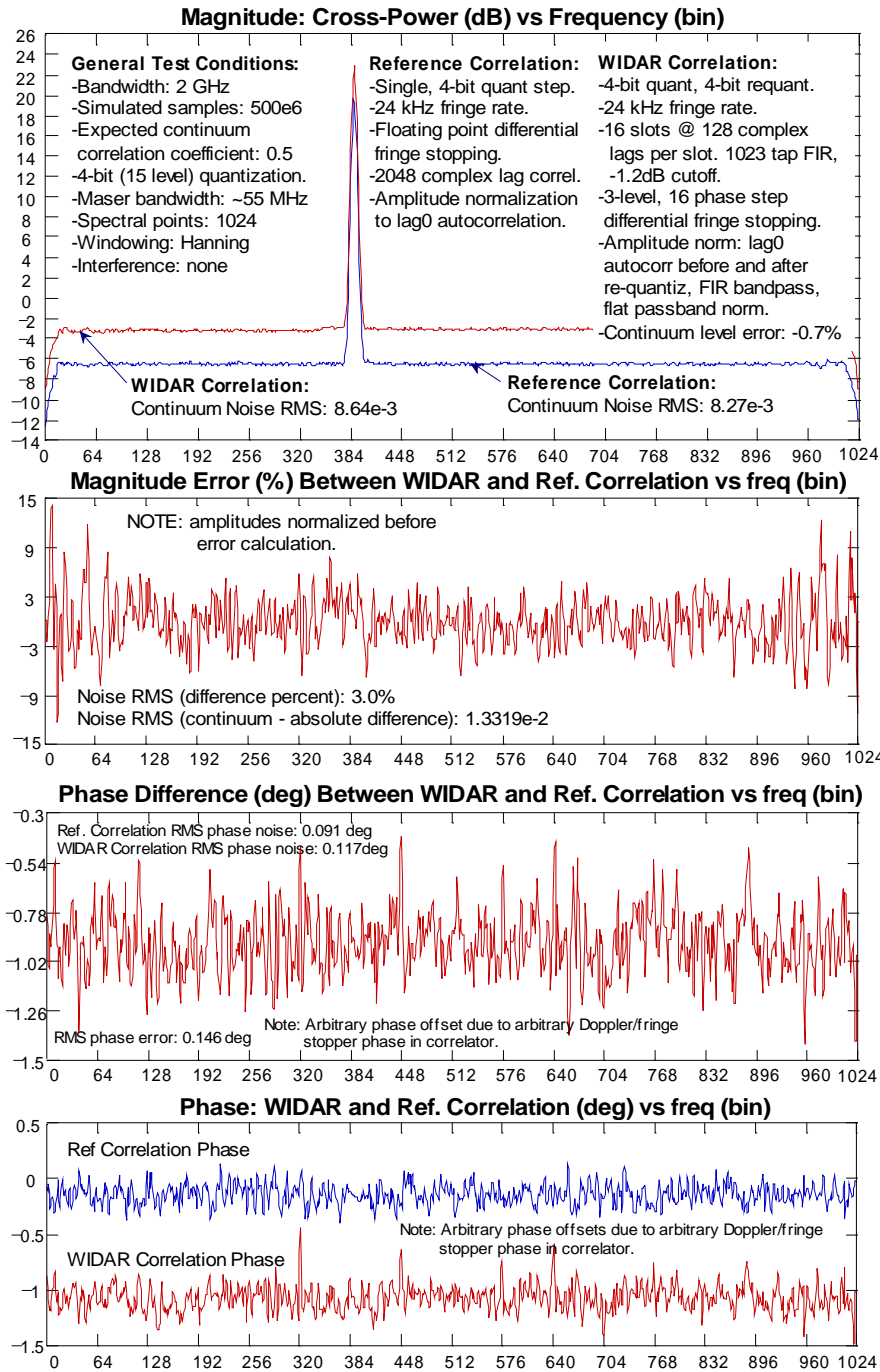 Magnitude: Cross-Power (dB) vs Frequency (bin)
26
24
22
20
18
16
14
12
10
8
6
4
2
0
−2
−4
−6
−8
−10
−12
−14
General Test Conditions:
-Bandwidth: 2 GHz
-Simulated samples: 500e6
-Expected continuum
correlation coefficient: 0.5
-4-bit (15 level) quantization.
-Maser bandwidth: ~55 MHz
-Spectral points: 1024
-Windowing: Hanning
-Interference: none
Reference Correlation:
-Single, 4-bit quant step.
-24 kHz fringe rate.
-Floating point differential
fringe stopping.
-2048 complex lag correl.
-Amplitude normalization
to lag0 autocorrelation.
WIDAR Correlation:
-4-bit quant, 4-bit requant.
-24 kHz fringe rate.
-16 slots @ 128 complex
lags per slot. 1023 tap FIR,
-1.2dB cutoff.
-3-level, 16 phase step
differential fringe stopping.
-Amplitude norm: lag0
autocorr before and after
re-quantiz, FIR bandpass,
flat passband norm.
-Continuum level error: -0.7%
WIDAR Correlation:
Continuum Noise RMS: 8.64e-3
Reference Correlation:
Continuum Noise RMS: 8.27e-3
0 64 128 192 256 320 384 448 512 576 640 704 768 832 896 960 1024
Magnitude Error (%) Between WIDAR and Ref. Correlation vs freq (bin)
15
9
3
−3
−9
−15
NOTE: amplitudes normalized before
error calculation.
Noise RMS (difference percent): 3.0%
Noise RMS (continuum - absolute difference): 1.3319e-2
0 64 128 192 256 320 384 448 512 576 640 704 768 832 896 960 1024
Phase Difference (deg) Between WIDAR and Ref. Correlation vs freq (bin)
−0.3
−0.54
−0.78
−1.02
−1.26
−1.5
Ref. Correlation RMS phase noise: 0.091 deg
WIDAR Correlation RMS phase noise: 0.117deg
RMS phase error: 0.146 deg
Note: Arbitrary phase offset due to arbitrary Doppler/fringe
stopper phase in correlator.
0 64 128 192 256 320 384 448 512 576 640 704 768 832 896 960 1024
Phase: WIDAR and Ref. Correlation (deg) vs freq (bin)
0.5
0
−0.5
−1
−1.5
Ref Correlation Phase
Note: Arbitrary phase offsets due to arbitrary Doppler/fringe
stopper phase in correlator.
WIDAR Correlation Phase
0 64 128 192 256 320 384 448 512 576 640 704 768 832 896 960 1024